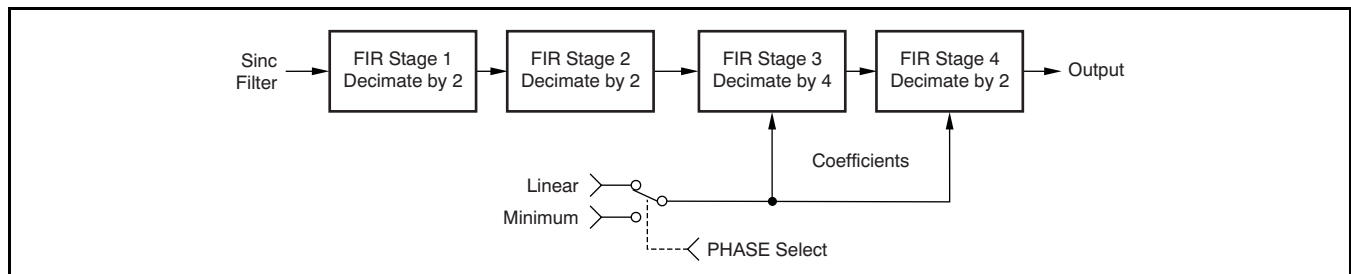 Sinc
Filter
FIR Stage 1
Decimate by 2
FIR Stage 2
Decimate by 2
FIR Stage 3
Decimate by 4
FIR Stage 4
Decimate by 2
Output
Coefficients
Linear
Minimum
PHASE Select